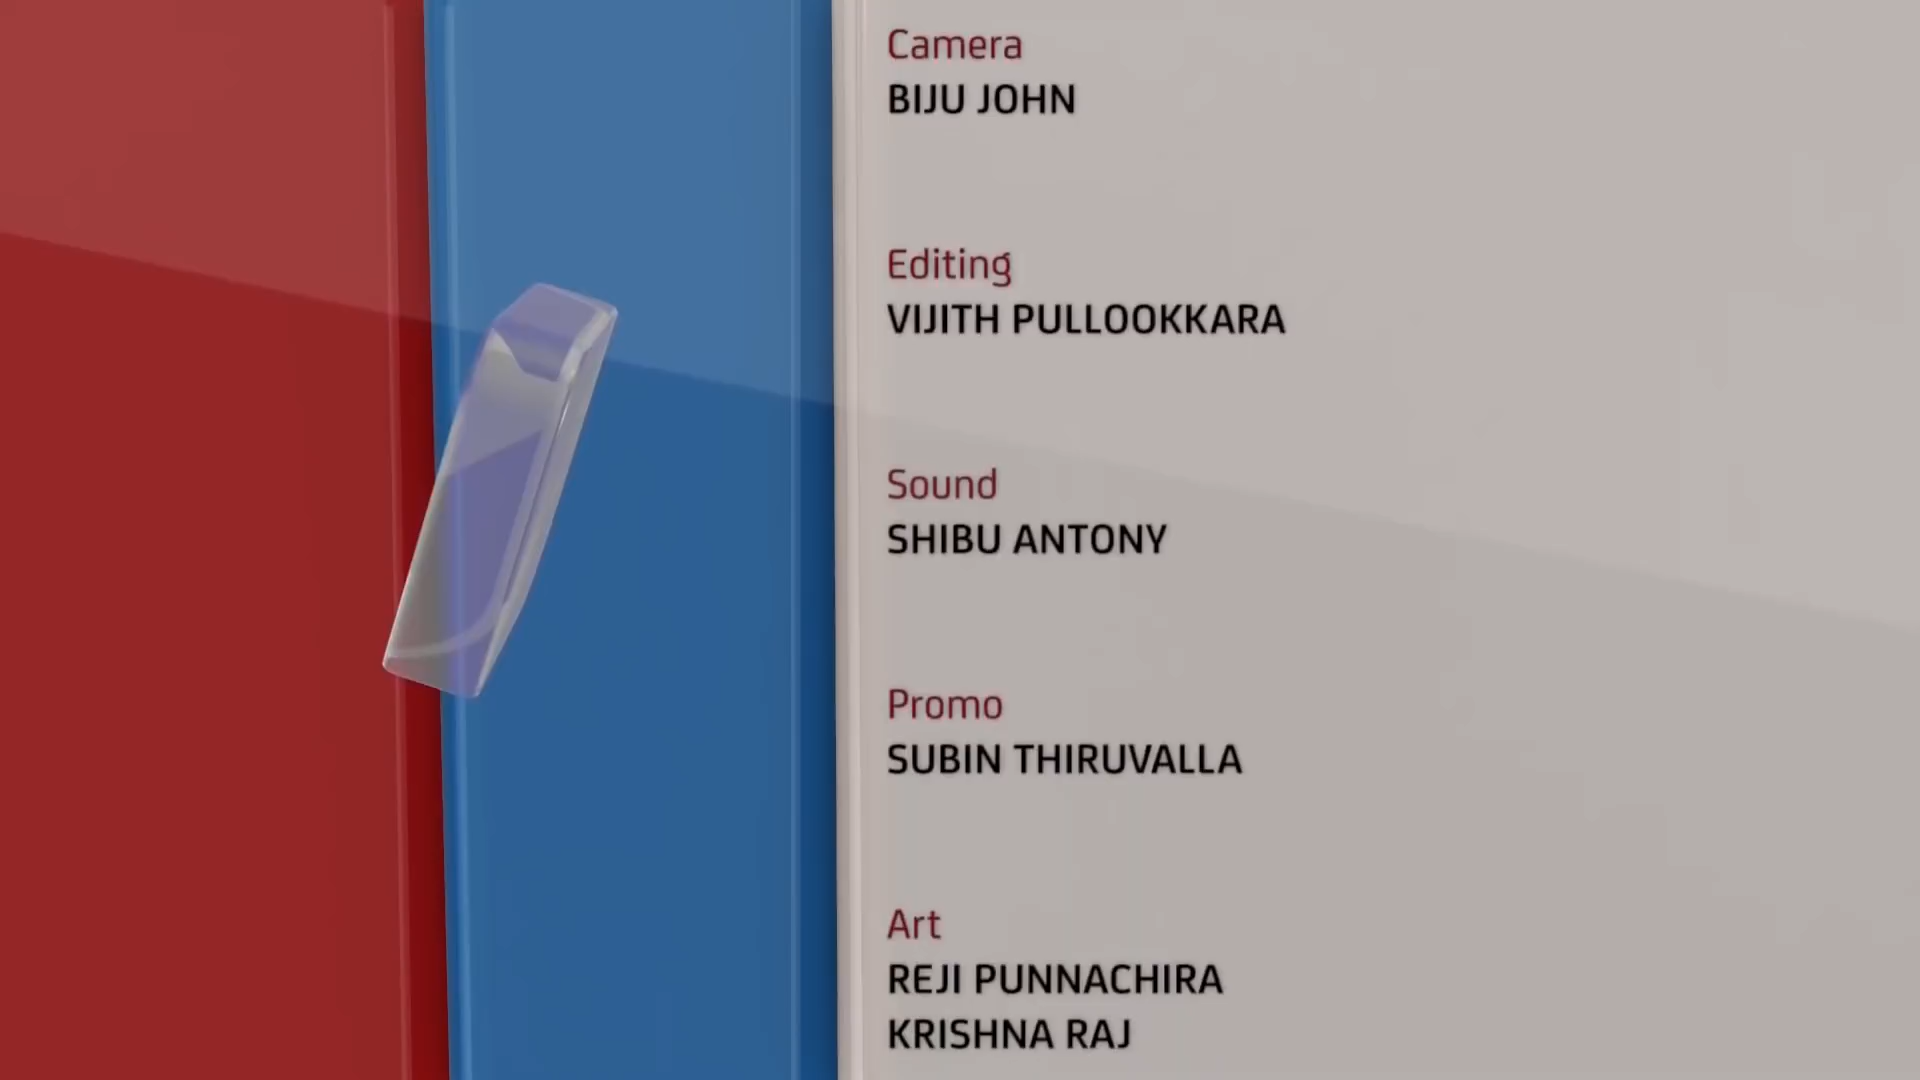 Camera
BIJU JOHN
Editing
VIJITH PULLOOKKARA
Sound
SHIBU ANTONY
Promo
SUBIN THIRUVALLA
Art
REJI PUNNACHIRA
KRISHNA RAJ